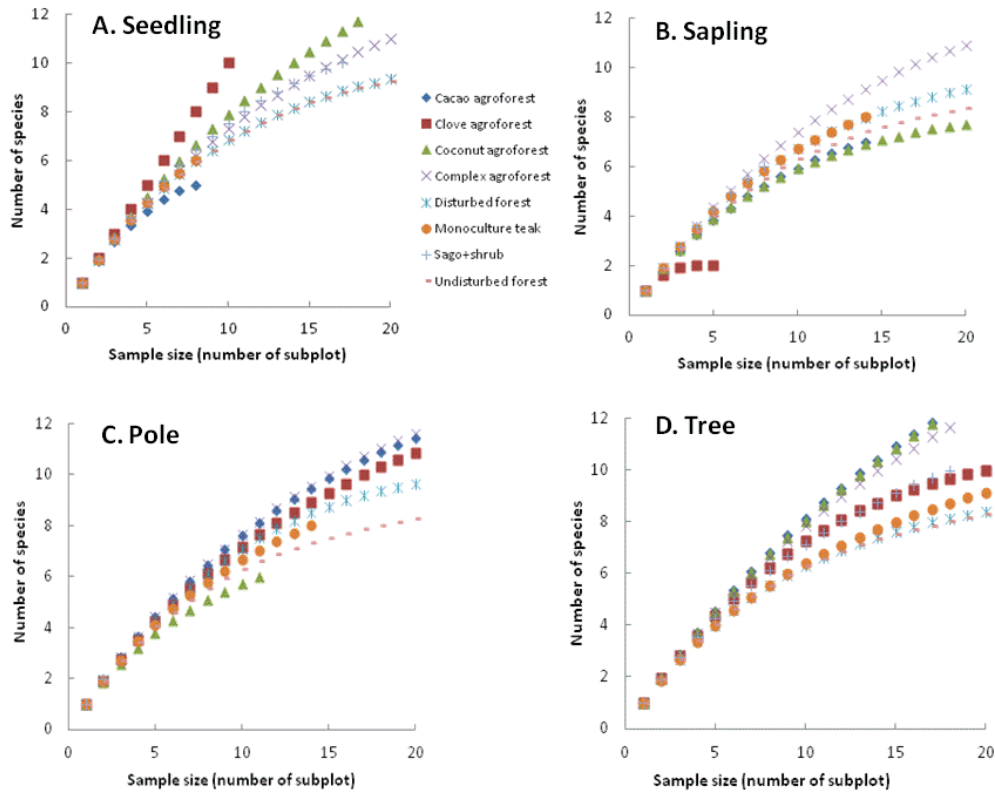 A. Seedling
Number of species
12
10
8
6
4
2
0
0 5 10 15 20
Sample size (number of subplot)
Cacao agroforest
Clove agroforest
Coconut agroforest
Complex agroforest
Disturbed forest
Monoculture teak
Sago+shrub
Undisturbed forest
B. Sapling
Number of species
12
10
8
6
4
2
0
0 5 10 15 20
Sample size (number of subplot)
C. Pole
Number of species
12
10
8
6
4
2
0
0 5 10 15 20
Sample size (number of subplot)
D. Tree
Number of species
12
10
8
6
4
2
0
0 5 10 15 20
Sample size (number of subplot)